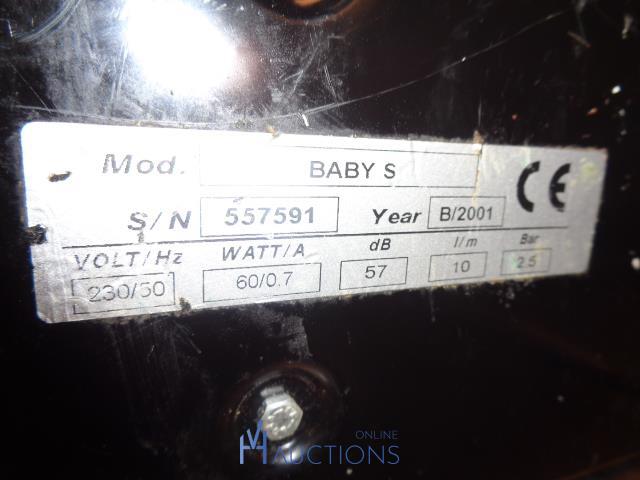 Mod. BABY S CE
S/N 557591 Year B/2001
VOLT/Hz WATT/A dB l/m Bar
230/50 60/0.7 57 10 2.5
ONLINE
AUCTIONS